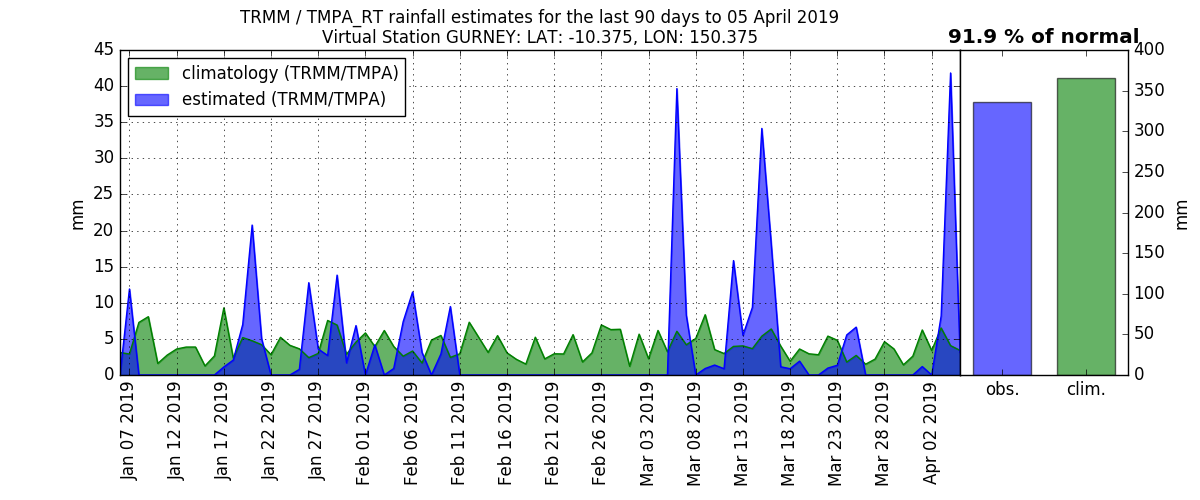 TRMM / TMPA_RT rainfall estimates for the last 90 days to 05 April 2019
Virtual Station GURNEY: LAT: -10.375, LON: 150.375
91.9 % of normal
climatology (TRMM/TMPA)
estimated (TRMM/TMPA)
mm
45
40
35
30
25
20
15
10
5
0
Jan 07 2019
Jan 12 2019
Jan 17 2019
Jan 22 2019
Jan 27 2019
Feb 01 2019
Feb 06 2019
Feb 11 2019
Feb 16 2019
Feb 21 2019
Feb 26 2019
Mar 03 2019
Mar 08 2019
Mar 13 2019
Mar 18 2019
Mar 23 2019
Mar 28 2019
Apr 02 2019
obs.
clim.
400
350
300
250
200
150
100
50
0
mm